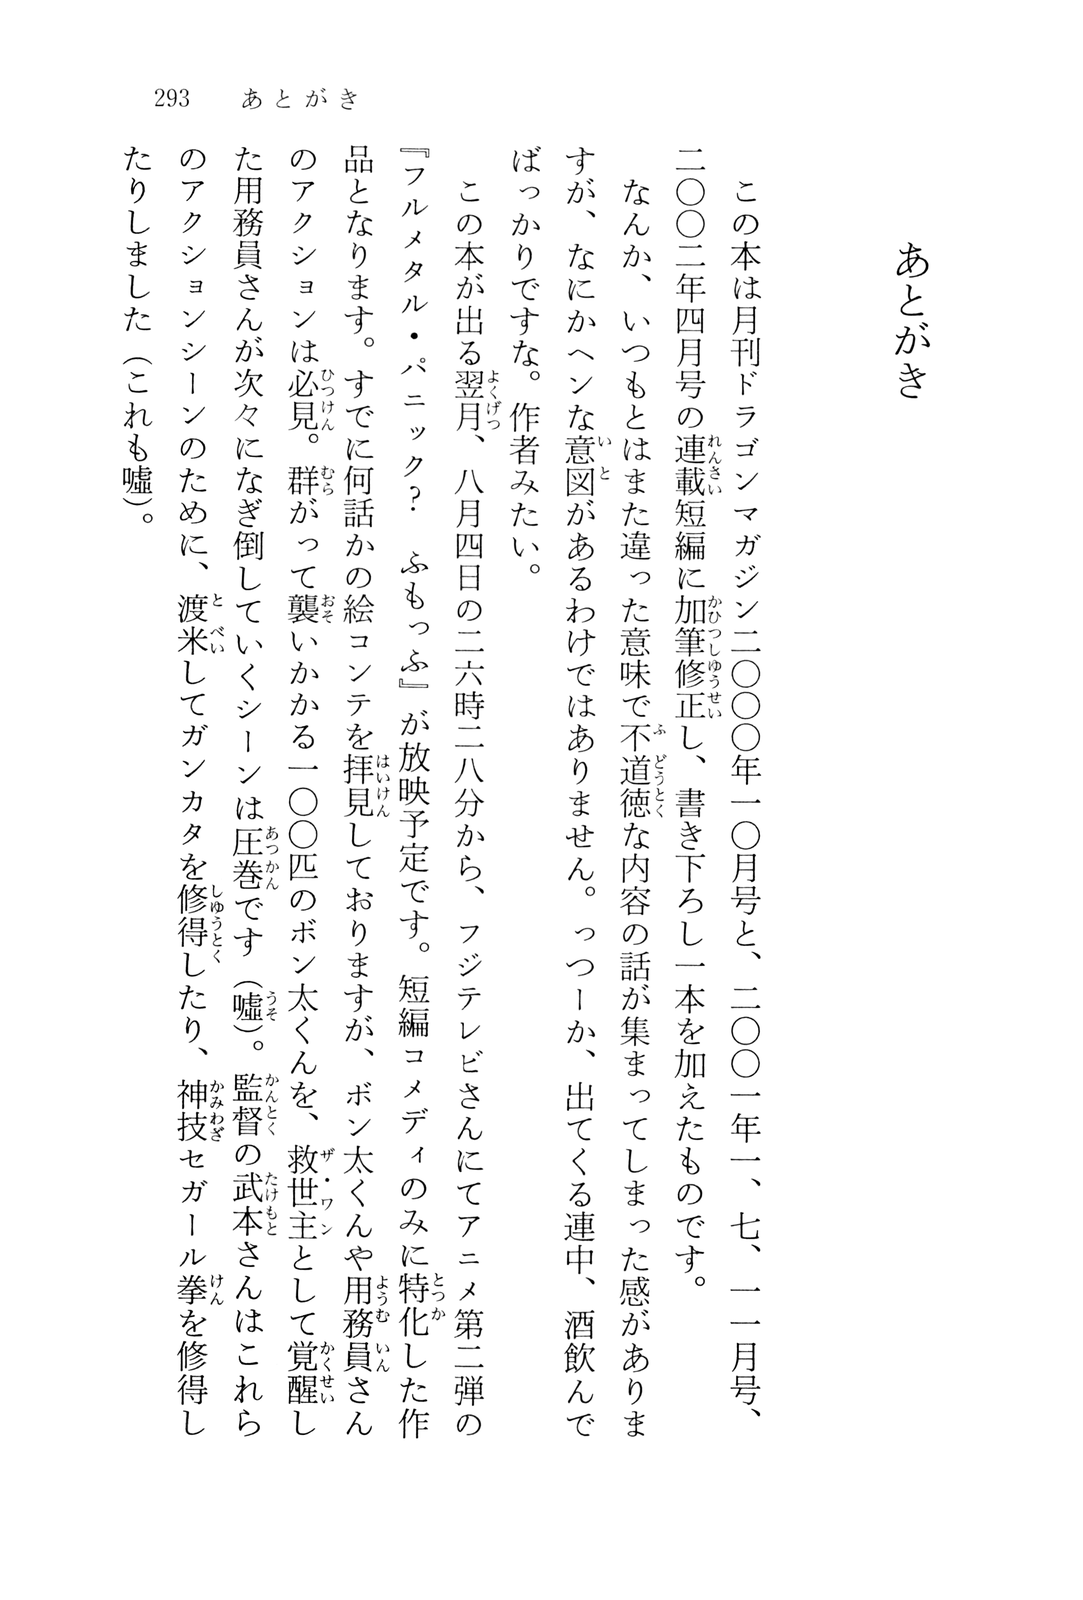 293 あとがき
あとがき
この本は月刊ドラゴンマガジン二〇〇〇年一〇月号と、二〇〇一年一、七、一一月号、
二〇〇二年四月号の連載短編に加筆修正し、書き下ろし一本を加えたものです。
なんか、いつもとはまた違った意味で不道徳な内容の話が集まってしまった感がありま
すが、なにかヘンな意図があるわけではありません。っつーか、出てくる連中、酒飲んで
ばっかりですな。作者みたい。
この本が出る翌月、八月四日の二六時二八分から、フジテレビさんにてアニメ第二弾の
『フルメタル・パニック? ふもっふ』が放映予定です。短編コメディのみに特化した作
品となります。すでに何話かの絵コンテを拝見しておりますが、ボン太くんや用務員さん
のアクションは必見。群がって襲いかかる一〇〇匹のボン太くんを、救世主として覚醒し
た用務員さんが次々になぎ倒していくシーンは圧巻です(嘘)。監督の武本さんはこれら
のアクションシーンのために、渡米してガンカタを修得したり、神技セガール拳を修得し
たりしました(これも嘘)。